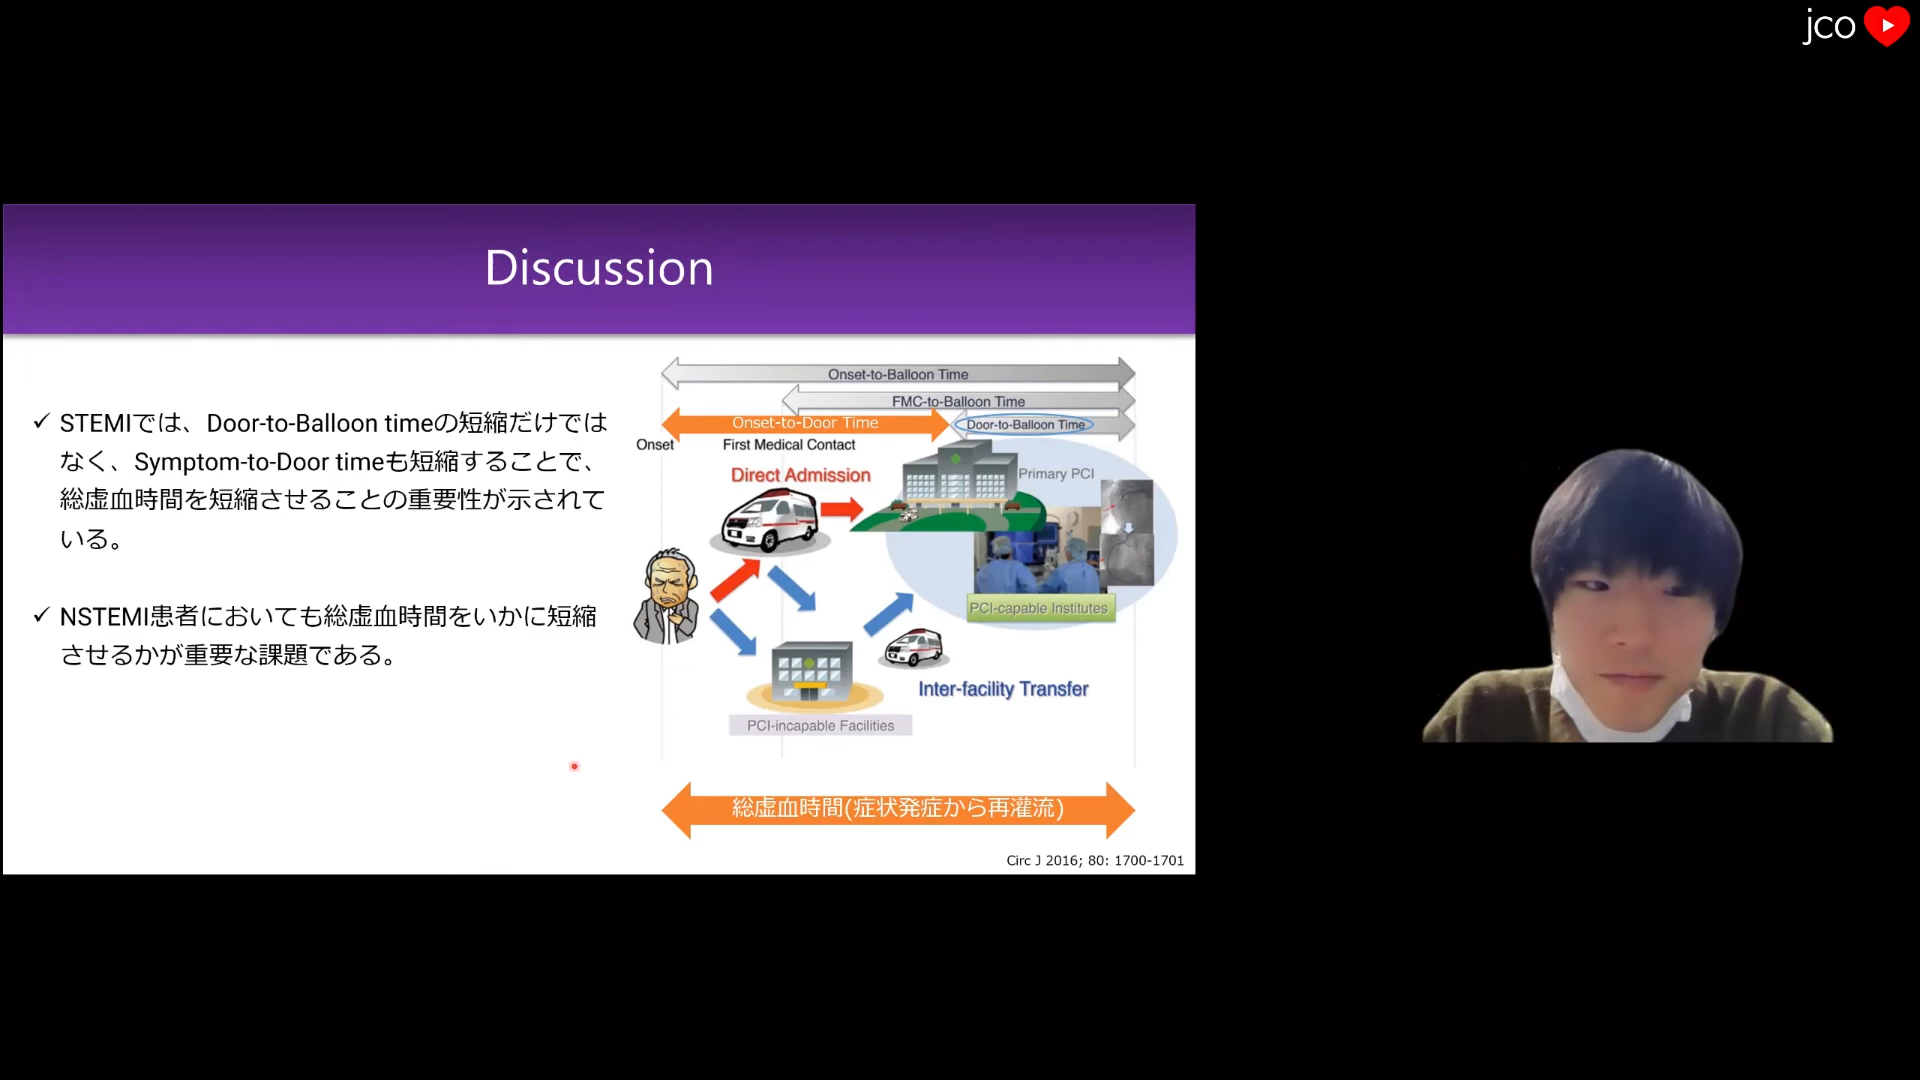 jco
Discussion
✓ STEMIでは、Door-to-Balloon timeの短縮だけでは
なく、Symptom-to-Door timeも短縮することで、
総虚血時間を短縮させることの重要性が示されて
いる。
✓ NSTEMI患者においても総虚血時間をいかに短縮
させるかが重要な課題である。
Onset-to-Balloon Time
FMC-to-Balloon Time
Onset-to-Door Time
Door-to-Balloon Time
Onset
First Medical Contact
Direct Admission
Primary PCI
PCI-capable Institutes
Inter-facility Transfer
PCI-incapable Facilities
総虚血時間(症状発症から再灌流)
Circ J 2016; 80: 1700-1701